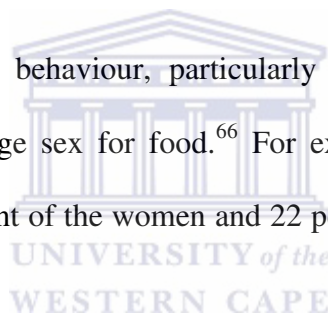 behaviour, particularly
ge sex for food.66 For ex
nt of the women and 22 p
UNIVERSITY of the
WESTERN CAPE